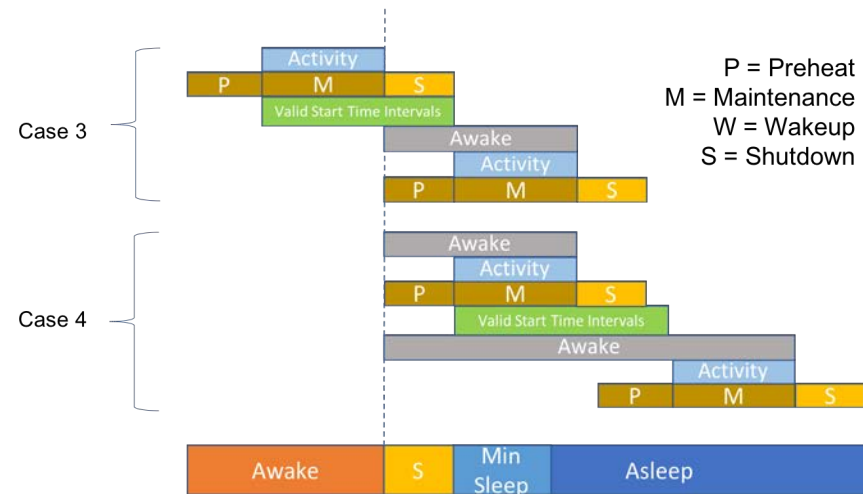 Activity
P M S
Valid Start Time Intervals
Awake
Activity
P M S
Case 3
P = Preheat
M = Maintenance
W = Wakeup
S = Shutdown
Awake
Activity
P M S
Valid Start Time Intervals
Awake
Activity
P M S
Case 4
Awake S Min Sleep Asleep